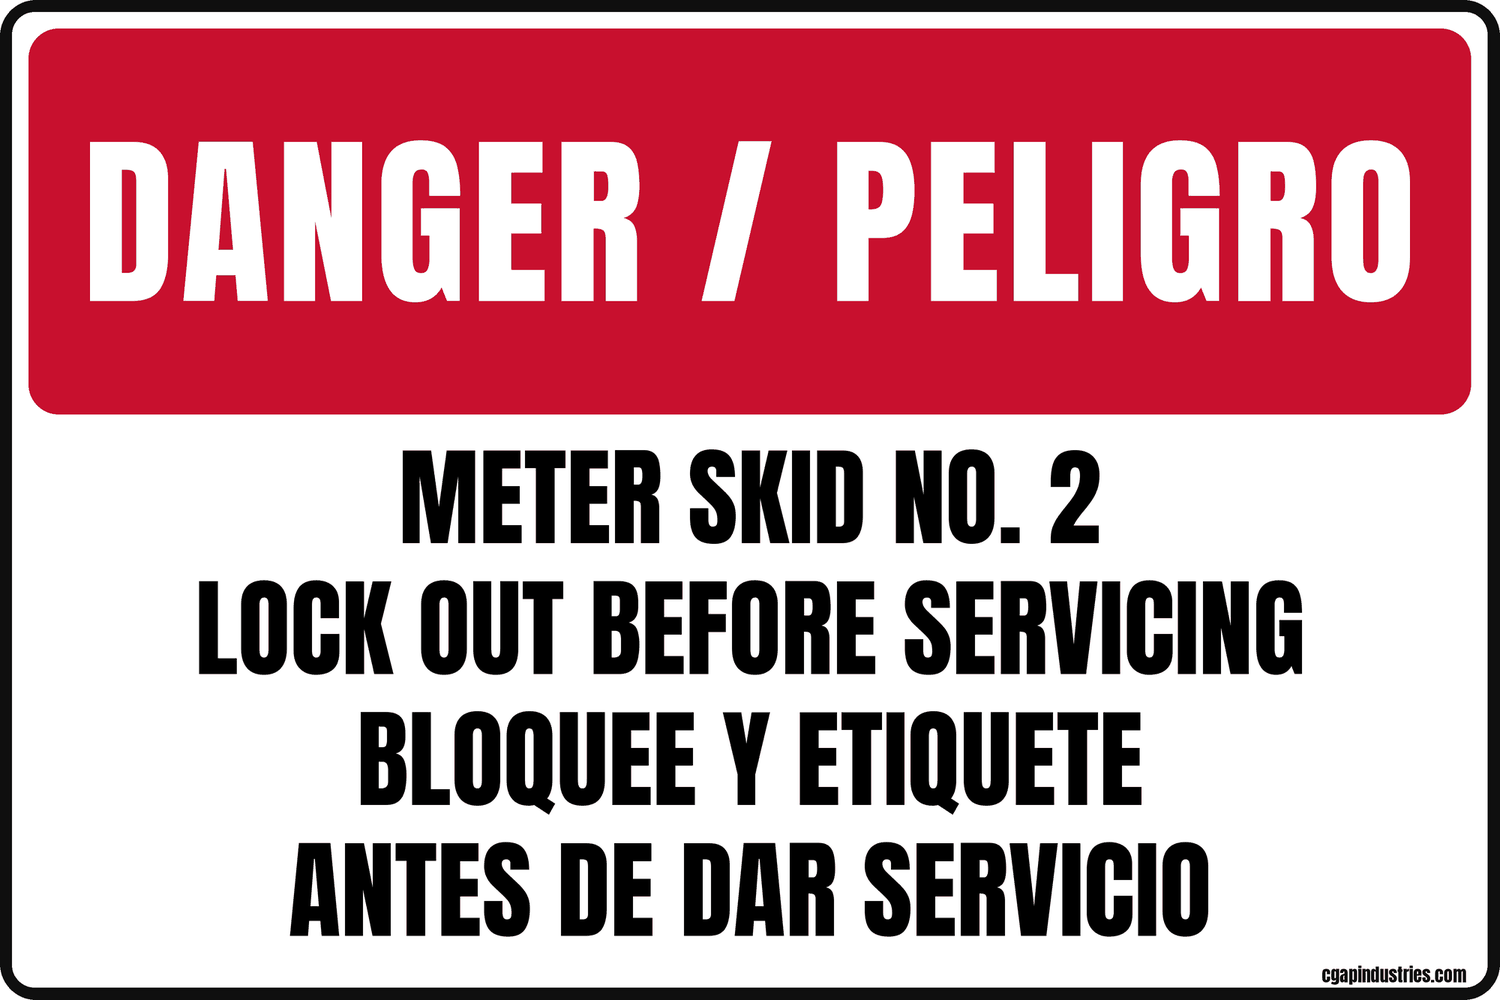 DANGER / PELIGRO
METER SKID NO. 2
LOCK OUT BEFORE SERVICING
BLOQUEE Y ETIQUETE
ANTES DE DAR SERVICIO
cgapindustries.com